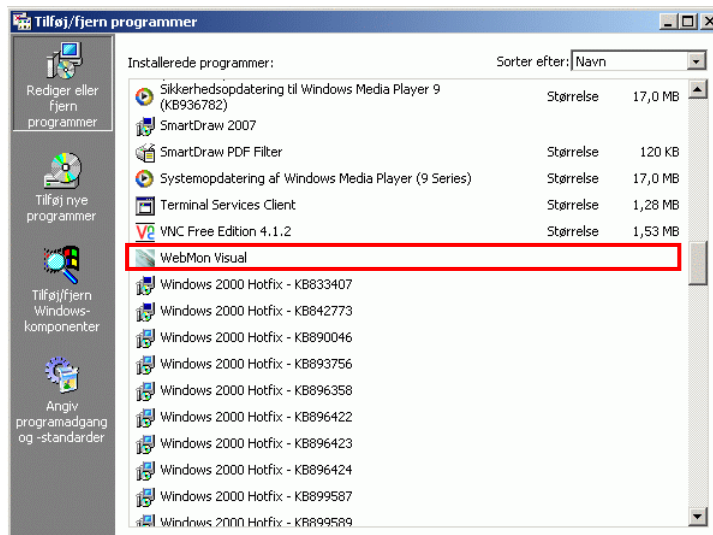 Tilføj/fjern programmer
Rediger eller
fjern
programmer
Tilføj nye
programmer
Tilføj/fjern
Windows-
komponenter
Angiv
programadgang
og -standarder
Installerede programmer:
Sorter efter: Navn
Sikkerhedsopdatering til Windows Media Player 9
(KB936782) Størrelse 17,0 MB
SmartDraw 2007
SmartDraw PDF Filter Størrelse 120 KB
Systemopdatering af Windows Media Player (9 Series) Størrelse 17,0 MB
Terminal Services Client Størrelse 1,28 MB
VNC Free Edition 4.1.2 Størrelse 1,53 MB
WebMon Visual
Windows 2000 Hotfix - KB833407
Windows 2000 Hotfix - KB842773
Windows 2000 Hotfix - KB890046
Windows 2000 Hotfix - KB893756
Windows 2000 Hotfix - KB896358
Windows 2000 Hotfix - KB896422
Windows 2000 Hotfix - KB896423
Windows 2000 Hotfix - KB896424
Windows 2000 Hotfix - KB899587
Windows 2000 Hotfix - KB899589